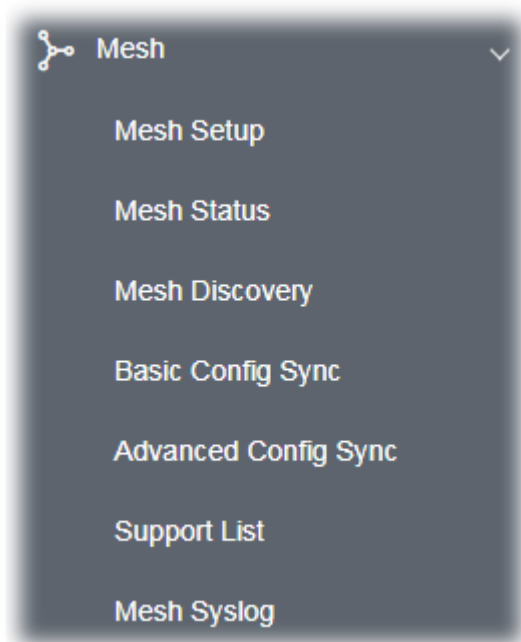 Mesh
Mesh Setup
Mesh Status
Mesh Discovery
Basic Config Sync
Advanced Config Sync
Support List
Mesh Syslog